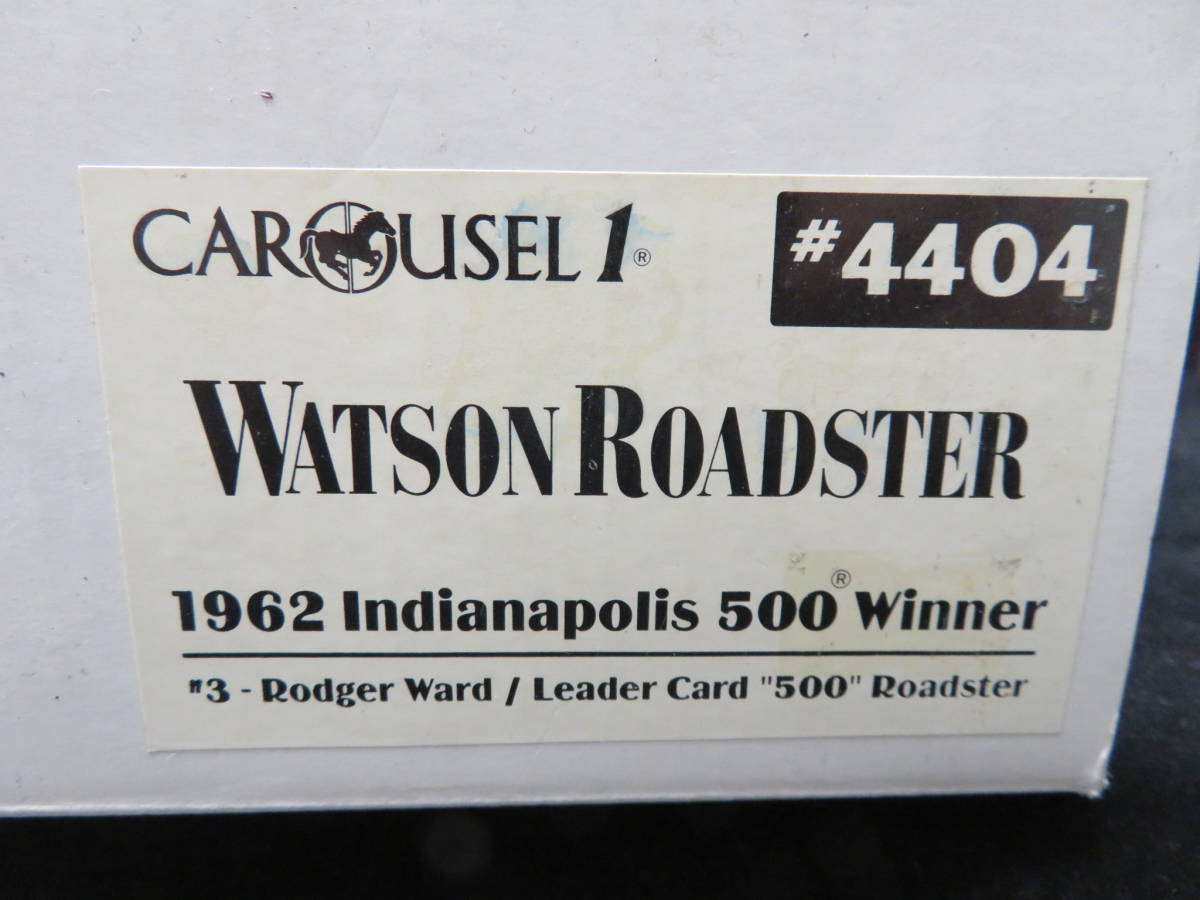 CAROUSEL 1®
#4404
WATSON ROADSTER
1962 Indianapolis 500® Winner
#3 - Rodger Ward / Leader Card "500" Roadster